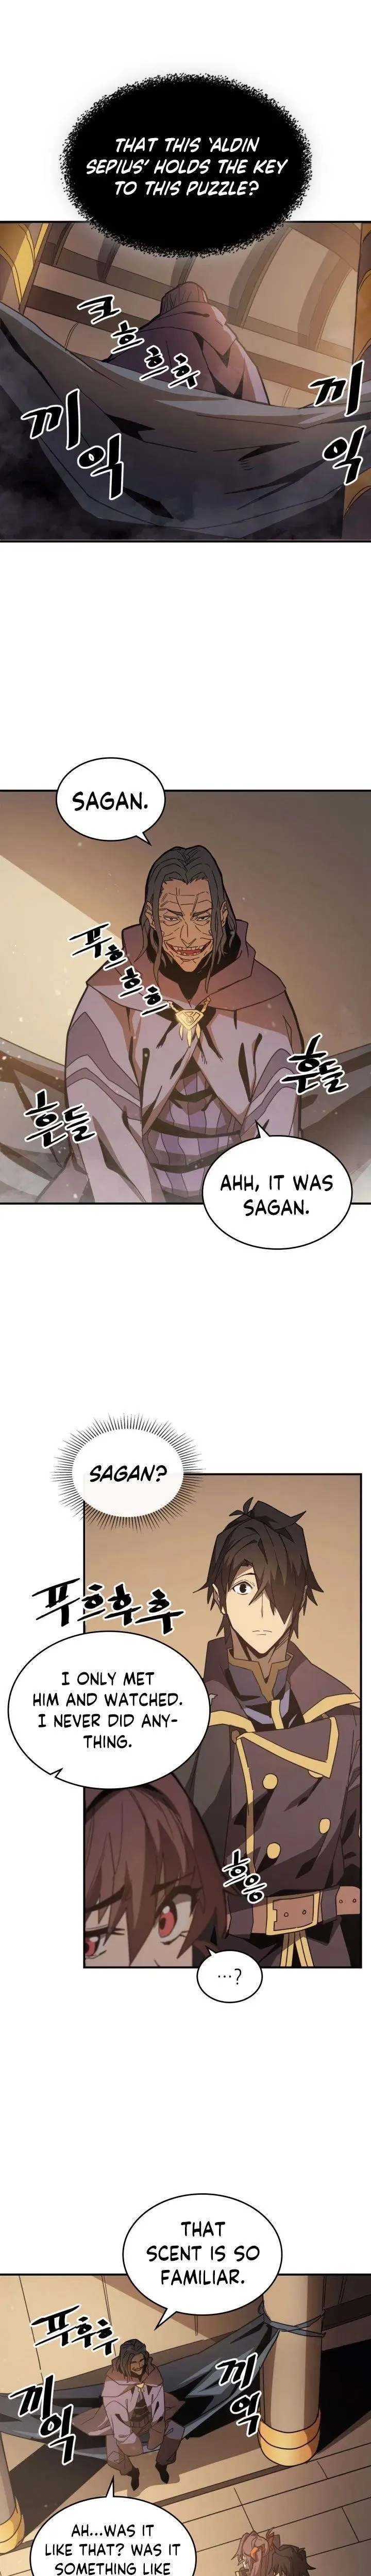 THAT THIS 'ALDIN
SEPIUS' HOLDS THE KEY
TO THIS PUZZLE?
크
흐
흐
흐
끼
익
끼
익
SAGAN.
푸
흐
흐
흐
흔들
흔들
AHH, IT WAS
SAGAN.
SAGAN?
푸흐흐흐
I ONLY MET
HIM AND WATCHED.
I NEVER DID ANY-
THING.
흐응
...?
THAT
SCENT IS SO
FAMILIAR.
푸흐흐
끼
익
끼
익
AH...WAS IT
LIKE THAT? WAS IT
SOMETHING LIKE